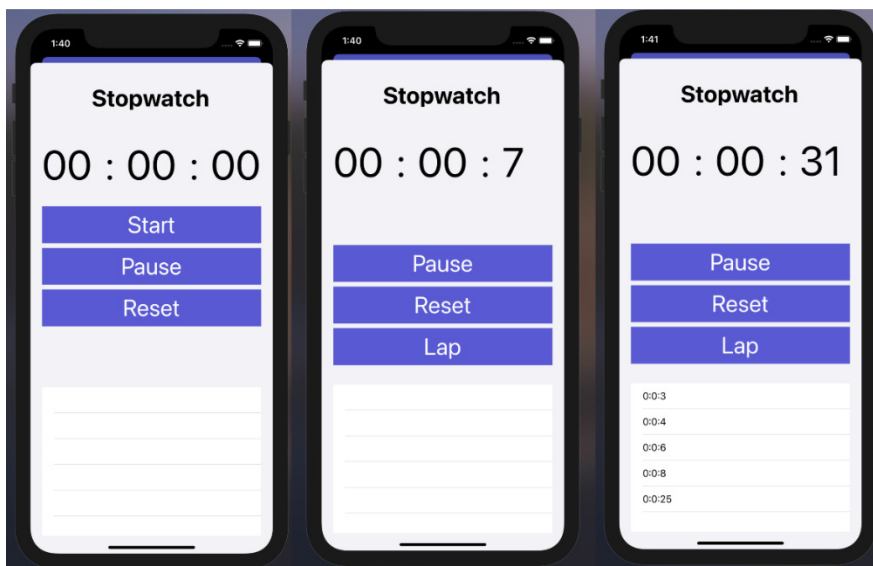 1:40
Stopwatch
00 : 00 : 00
Start
Pause
Reset
1:40
Stopwatch
00 : 00 : 7
Pause
Reset
Lap
1:41
Stopwatch
00 : 00 : 31
Pause
Reset
Lap
0:0:3
0:0:4
0:0:6
0:0:8
0:0:25